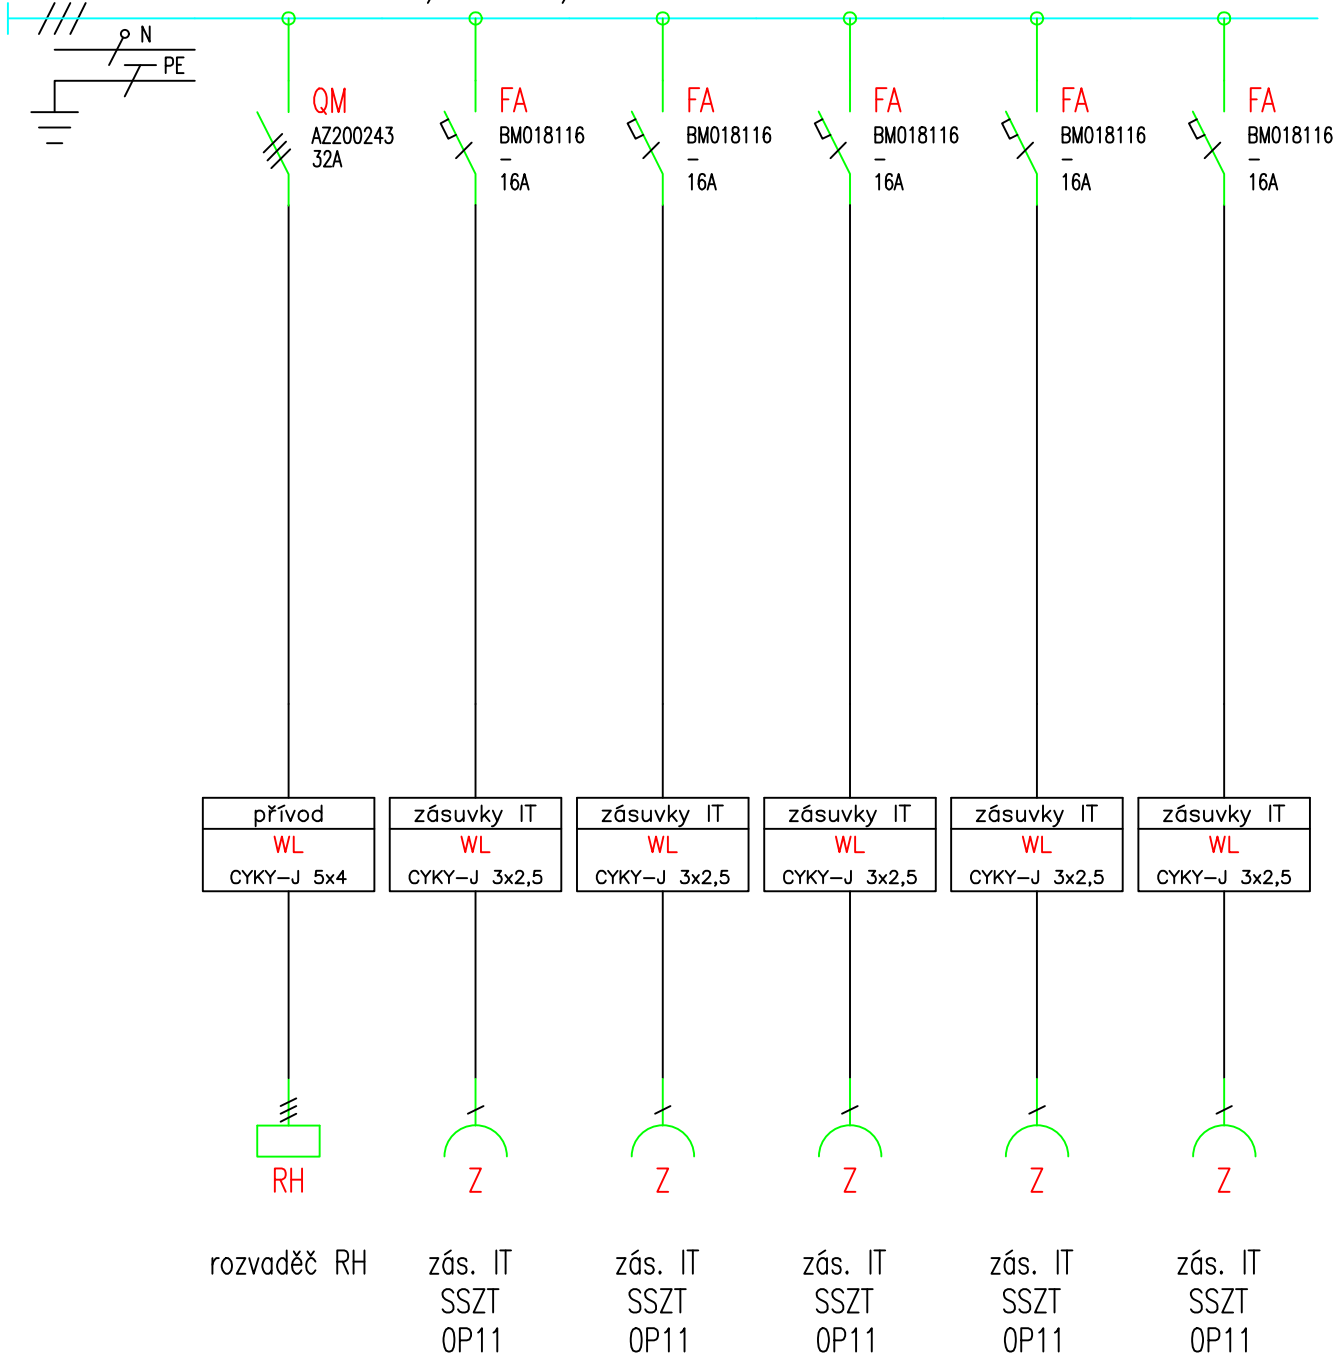 N
PE
QM
AZ200243
32A
FA
BM018116
–
16A
FA
BM018116
–
16A
FA
BM018116
–
16A
FA
BM018116
–
16A
FA
BM018116
–
16A
přívod
WL
CYKY–J 5x4
zásuvky IT
WL
CYKY–J 3x2,5
zásuvky IT
WL
CYKY–J 3x2,5
zásuvky IT
WL
CYKY–J 3x2,5
zásuvky IT
WL
CYKY–J 3x2,5
zásuvky IT
WL
CYKY–J 3x2,5
RH
Z
Z
Z
Z
Z
rozvaděč RH
zás. IT
SSZT
OP11
zás. IT
SSZT
OP11
zás. IT
SSZT
OP11
zás. IT
SSZT
OP11
zás. IT
SSZT
OP11